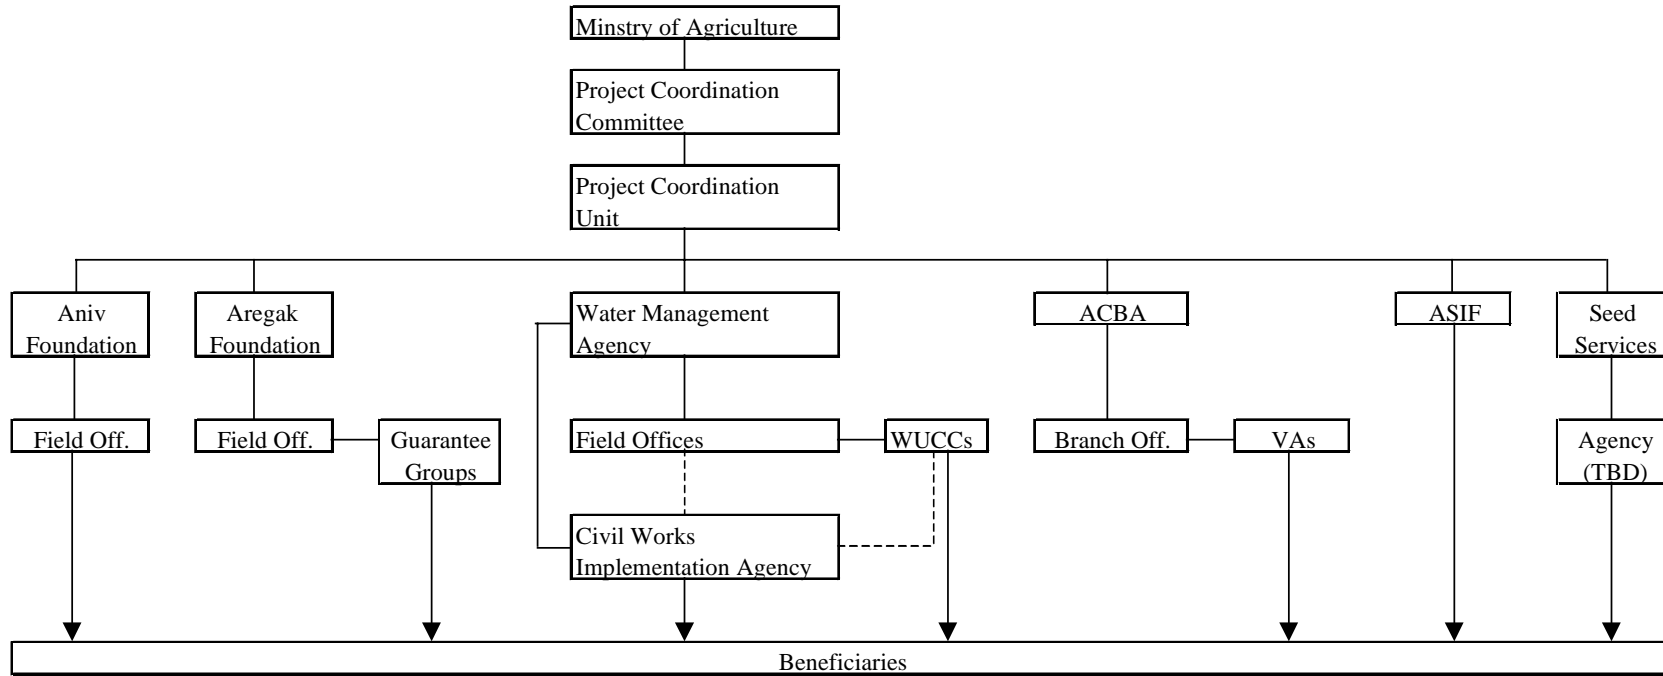 Minstry of Agriculture
Project Coordination
Committee
Project Coordination
Unit
Aniv
Foundation
Aregak
Foundation
Water Management
Agency
ACBA
ASIF
Seed
Services
Field Off.
Field Off.
Guarantee
Groups
Field Offices
WUCCs
Branch Off.
VAs
Agency
(TBD)
Civil Works
Implementation Agency
Beneficiaries